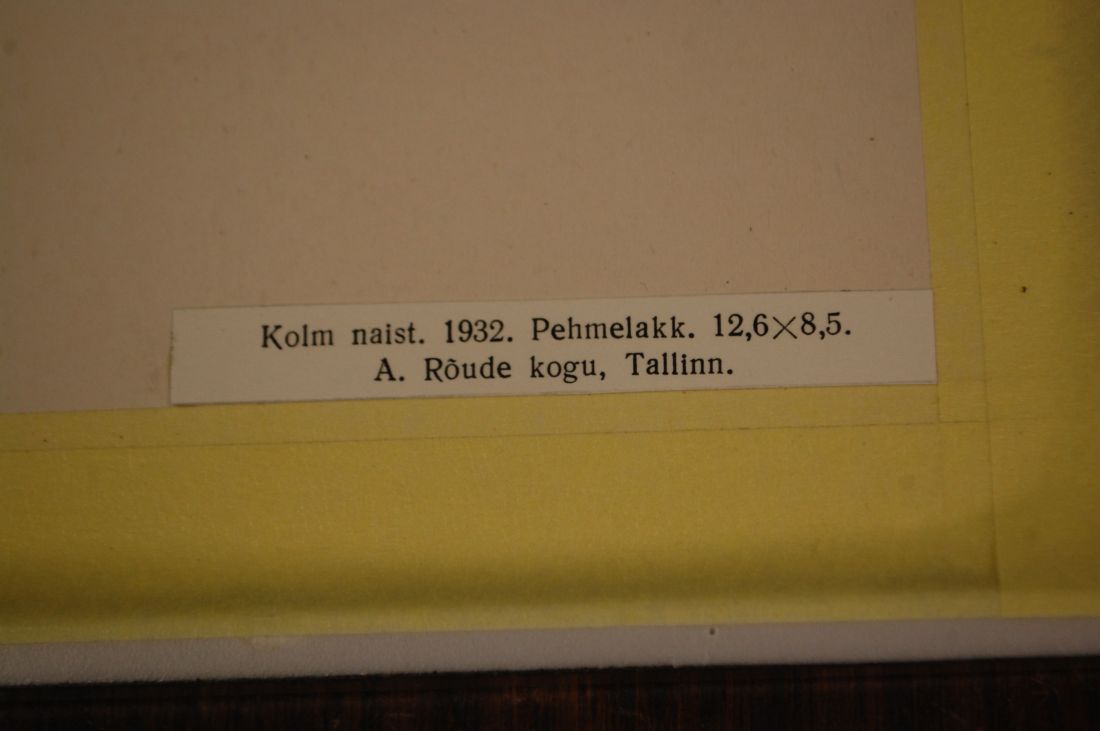 Kolm naist. 1932. Pehmelakk. 12,6×8,5.
A. Rõude kogu, Tallinn.